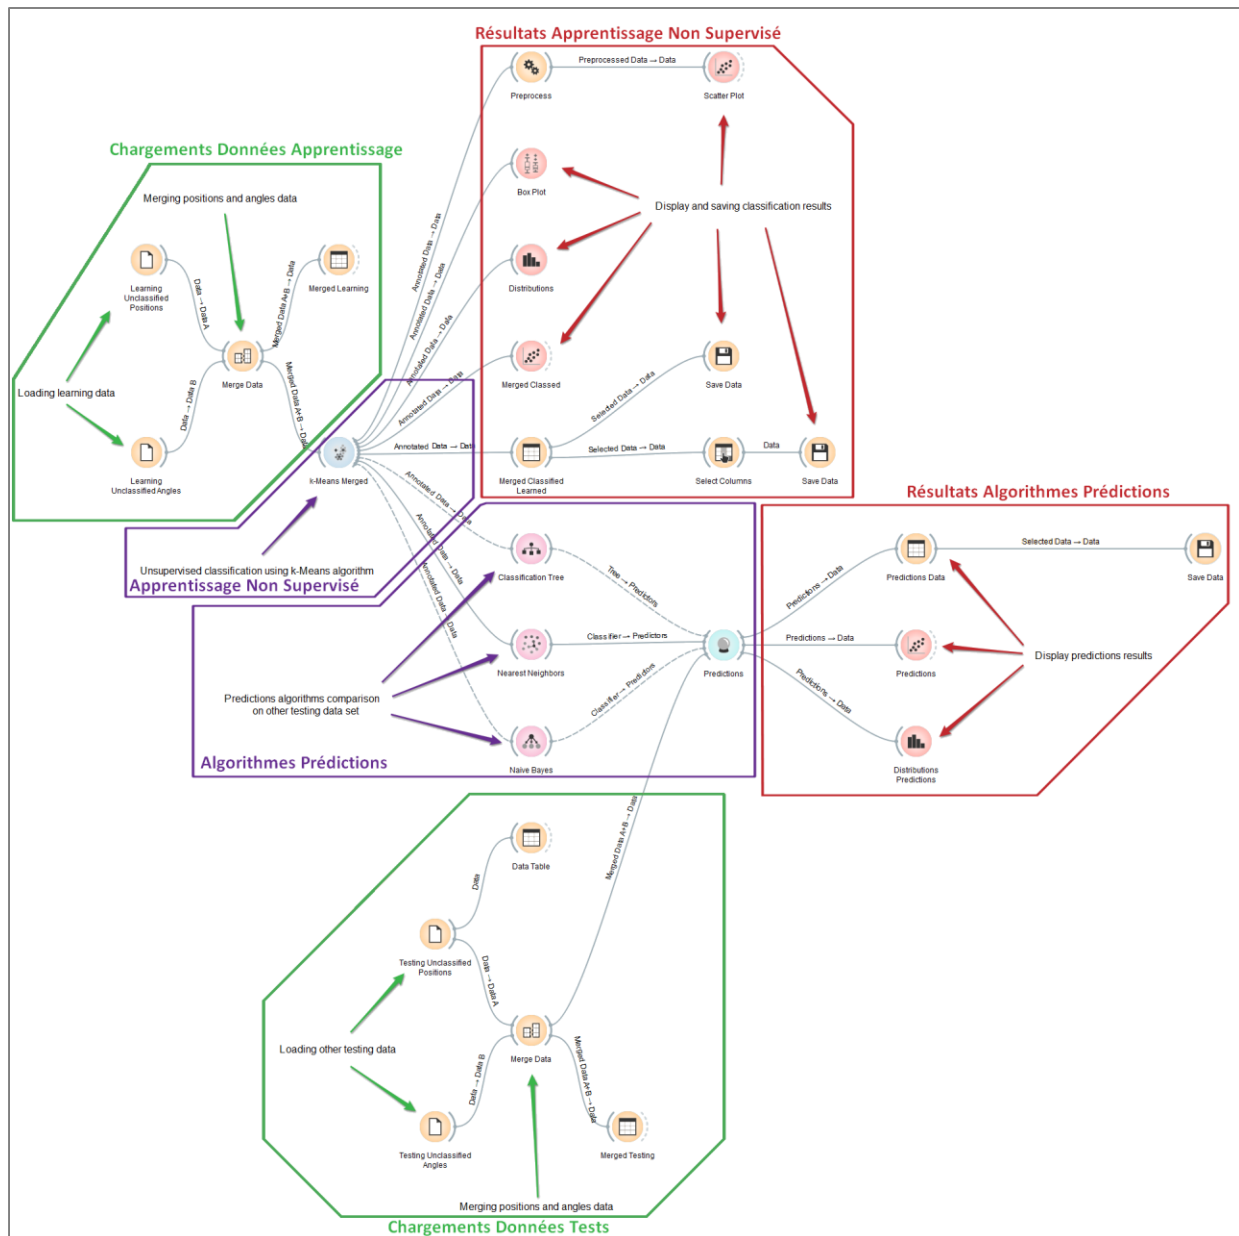 Résultats Apprentissage Non Supervisé
Preprocessed Data → Data
Preprocess
Scatter Plot
Chargements Données Apprentissage
Merging positions and angles data
Box Plot
Display and saving classification results
Annotated Data → Data
Annotated Data → Data
Annotated Data → Data
Annotated Data → Data
Annotated Data → Data
Distributions
Learning
Unclassified
Positions
Merged Learning
Data → Data A
Merged Data A+B → Data
Merge Data
Loading learning data
Data → Data B
Merged Data A+B → Data
Learning
Unclassified Angles
Merged Classed
Save Data
Selected Data → Data
Selected Data → Data
Data
Merged Classified
Learned
Select Columns
Save Data
k-Means Merged
Unsupervised classification using k-Means algorithm
Apprentissage Non Supervisé
Annotated Data → Data
Annotated Data → Data
Annotated Data → Data
Classification Tree
Tree → Predictors
Nearest Neighbors
Classifier → Predictors
Predictions
Classifier → Predictors
Predictions algorithms comparison
on other testing data set
Naive Bayes
Algorithmes Prédictions
Résultats Algorithmes Prédictions
Selected Data → Data
Predictions Data
Save Data
Predictions → Data
Predictions → Data
Predictions → Data
Predictions
Display predictions results
Distributions
Predictions
Merged Data A+B → Data
Data Table
Data
Testing Unclassified
Positions
Data → Data A
Loading other testing data
Merge Data
Data → Data B
Merged Data A+B → Data
Testing Unclassified
Angles
Merged Testing
Merging positions and angles data
Chargements Données Tests